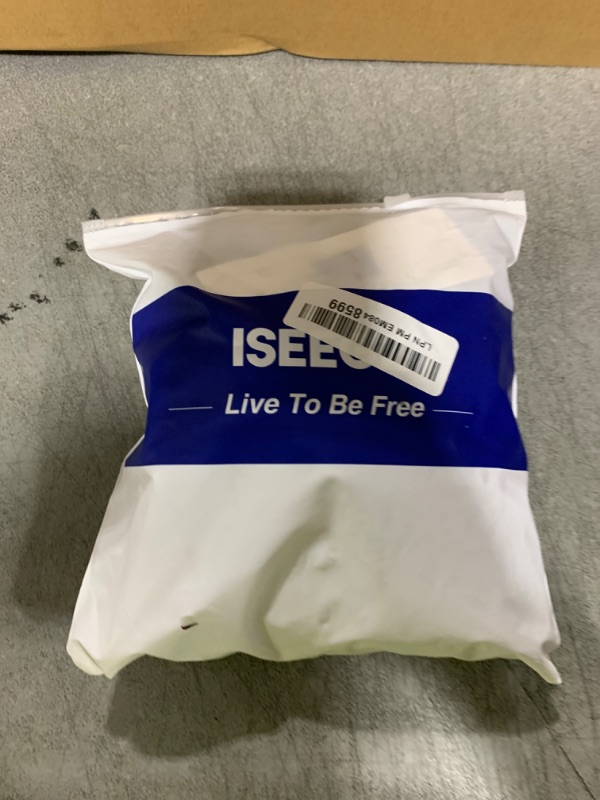 LPN PM EM084 8599
Live To Be Free